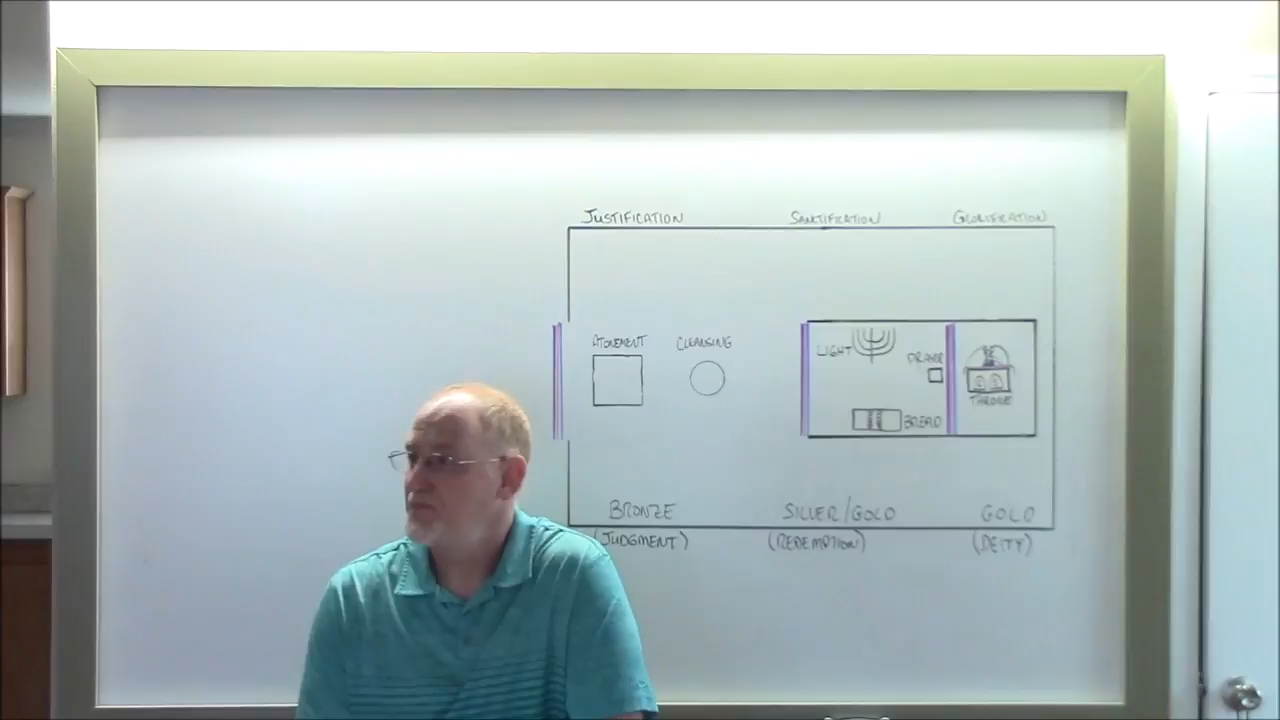 JUSTIFICATION SANCTIFICATION GLORIFICATION
ATONEMENT CLEANSING
LIGHT
PRAYER
THRONE
BREAD
BRONZE SILVER/GOLD GOLD
(JUDGMENT) (REDEMPTION) (DEITY)